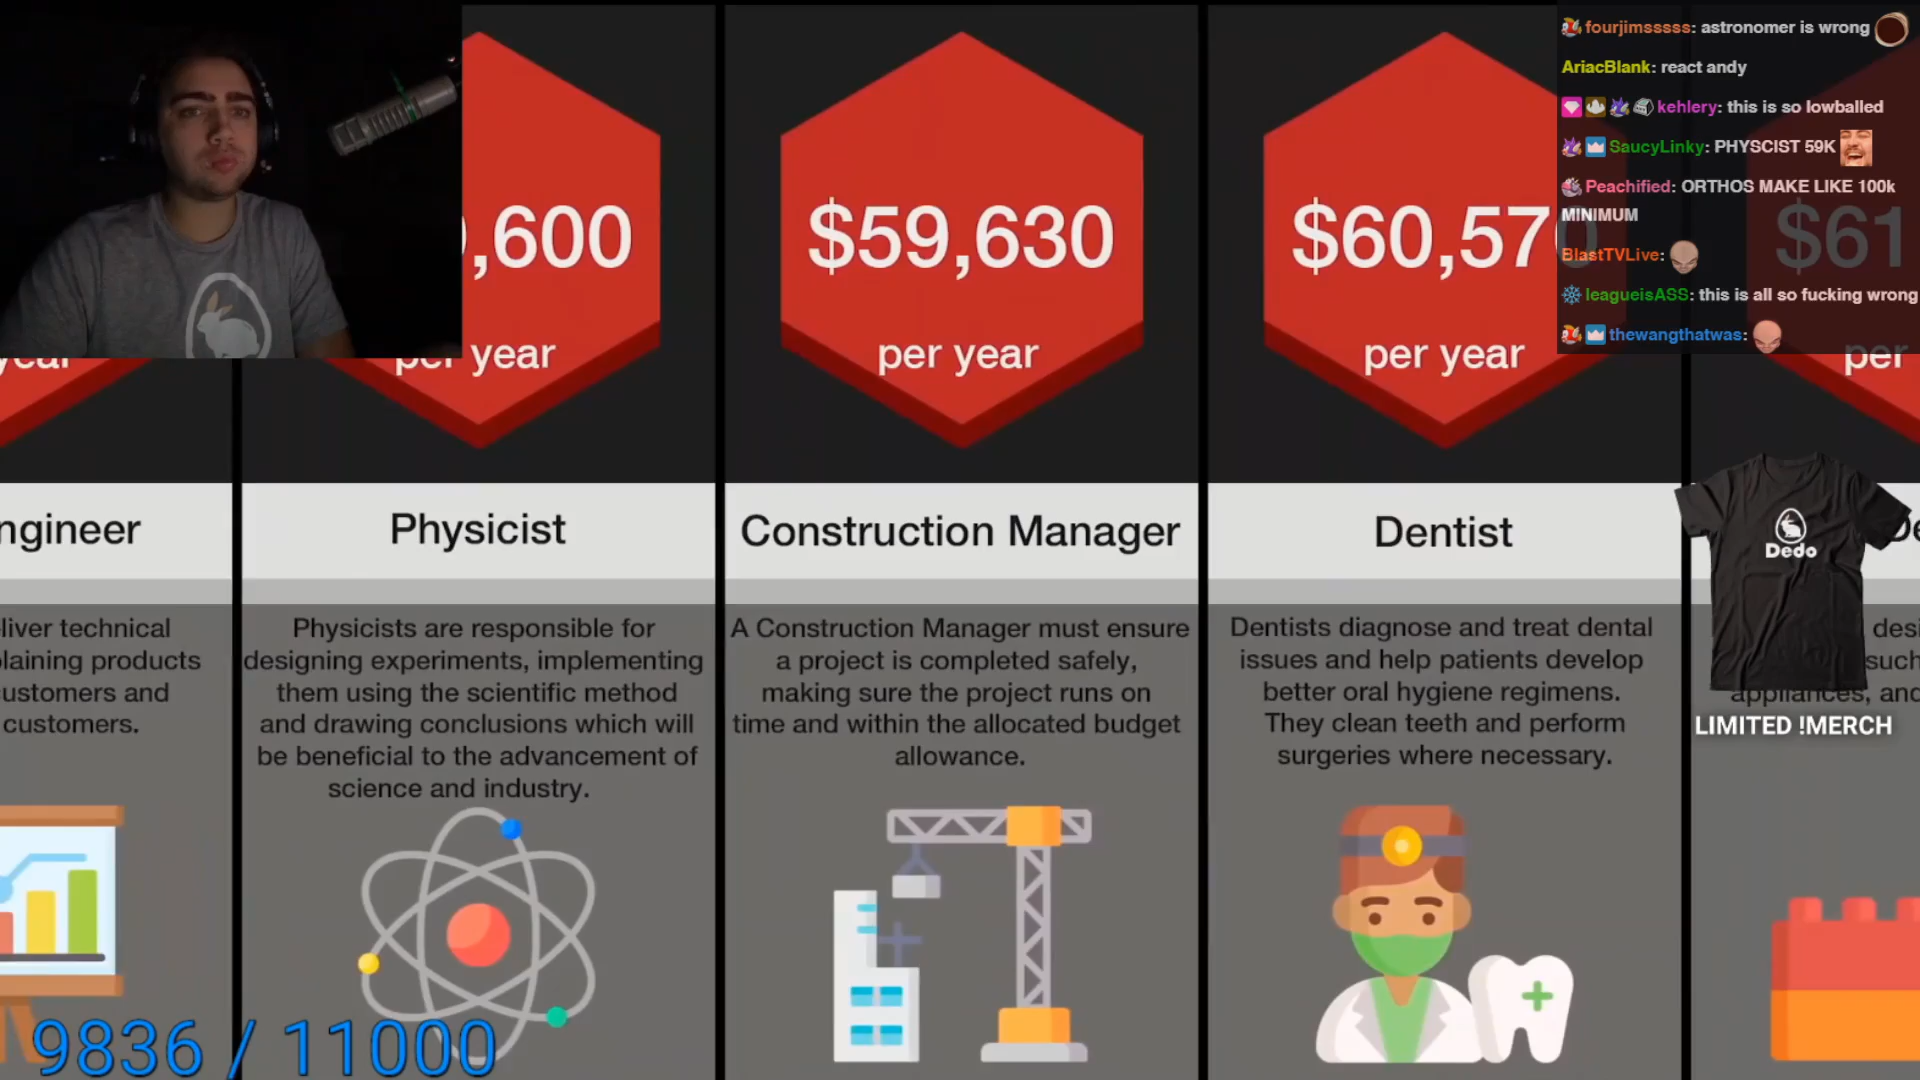 ,600
per year
$59,630
per year
$60,570
per year
$61
per
fourjimsssss: astronomer is wrong
AriacBlank: react andy
kehlery: this is so lowballed
SaucyLinky: PHYSCIST 59K
Peachified: ORTHOS MAKE LIKE 100k
MINIMUM
BlastTVLive:
leagueisASS: this is all so fucking wrong
thewangthatwas:
year
ngineer
Physicist
Construction Manager
Dentist
De
liver technical
laining products
ustomers and
customers.
Physicists are responsible for
designing experiments, implementing
them using the scientific method
and drawing conclusions which will
be beneficial to the advancement of
science and industry.
A Construction Manager must ensure
a project is completed safely,
making sure the project runs on
time and within the allocated budget
allowance.
Dentists diagnose and treat dental
issues and help patients develop
better oral hygiene regimens.
They clean teeth and perform
surgeries where necessary.
desi
such
appliances, and
Dedo
LIMITED !MERCH
9836 / 11000